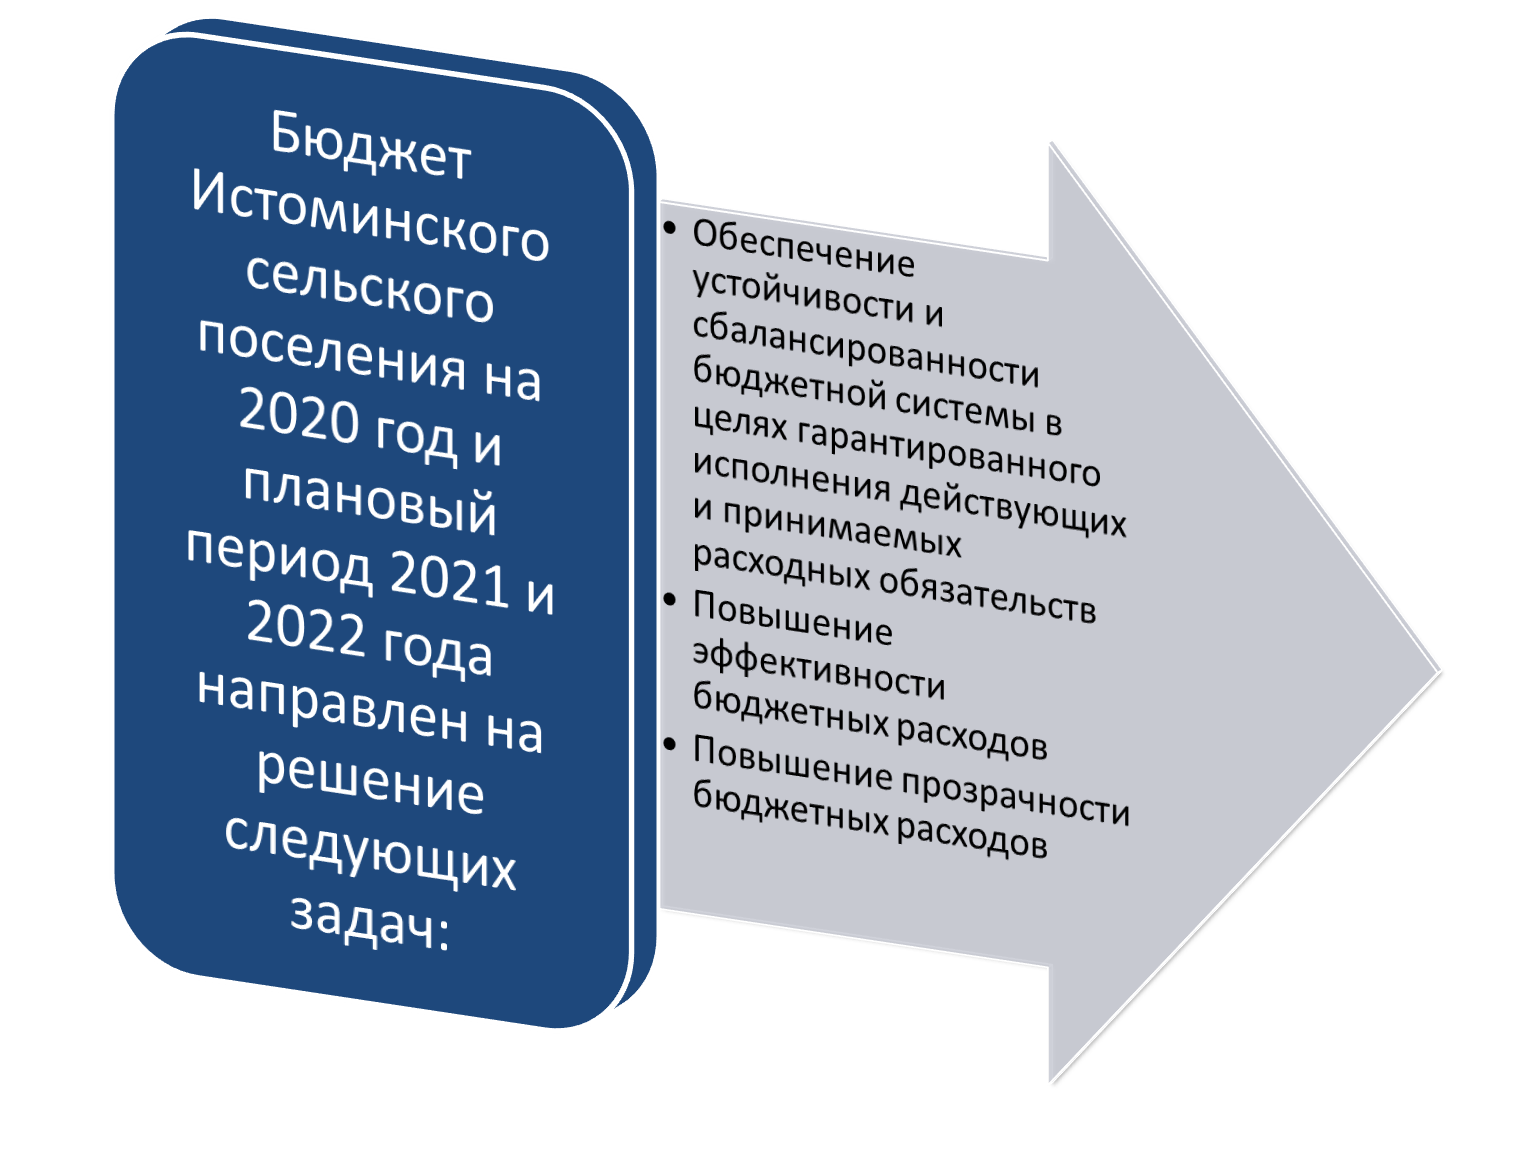 Бюджет
Истоминского
сельского
поселения на
2020 год и
плановый
период 2021 и
2022 года
направлен на
решение
следующих
задач:
• Обеспечение
устойчивости и
сбалансированности
бюджетной системы в
целях гарантированного
исполнения действующих
и принимаемых
расходных обязательств
• Повышение
эффективности
бюджетных расходов
• Повышение прозрачности
бюджетных расходов